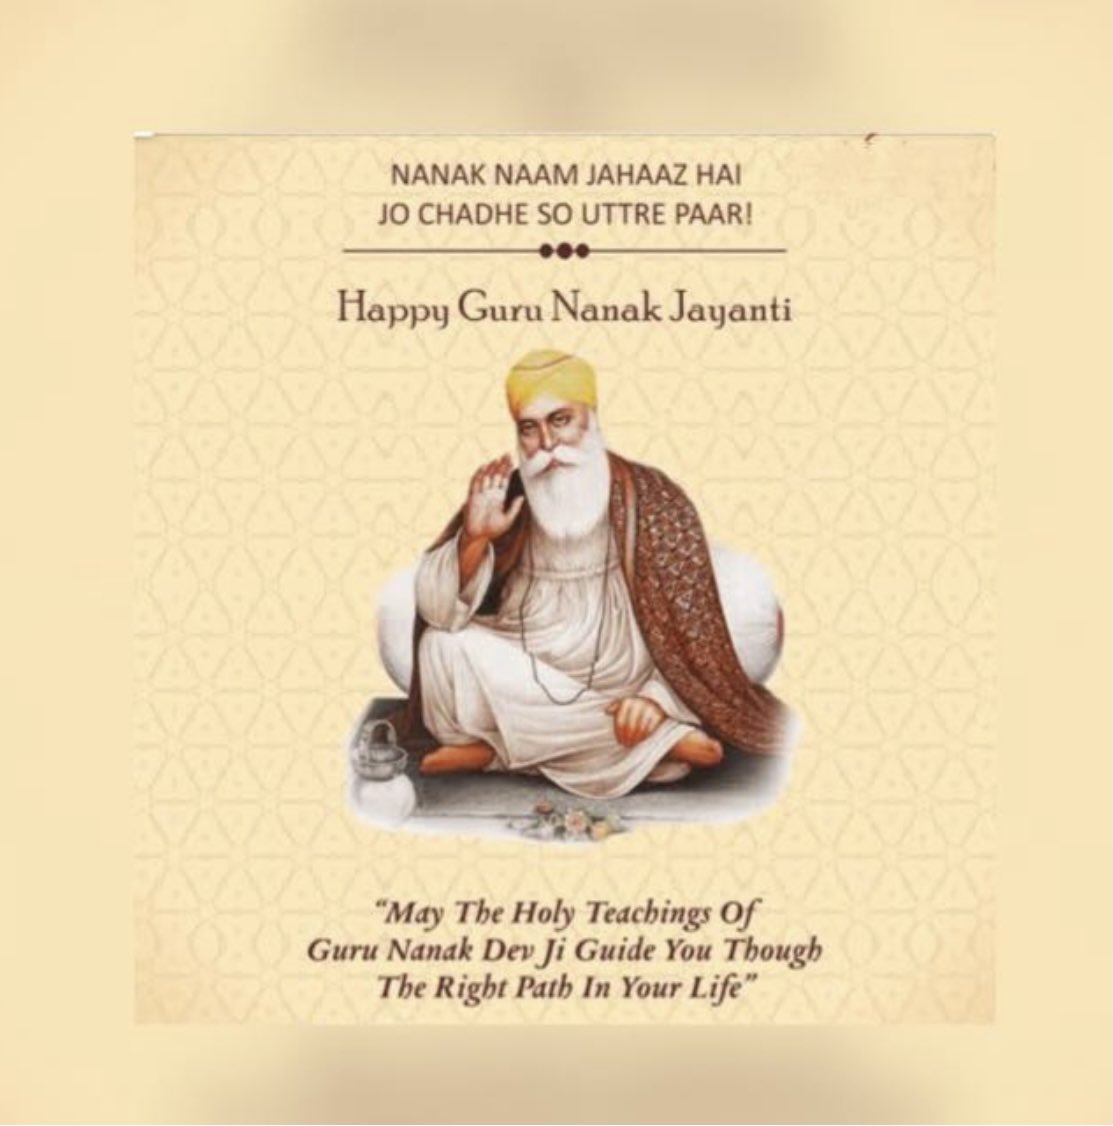 NANAK NAAM JAHAAZ HAI
JO CHADHE SO UTTRE PAAR!
Happy Guru Nanak Jayanti
“May The Holy Teachings Of
Guru Nanak Dev Ji Guide You Though
The Right Path In Your Life”